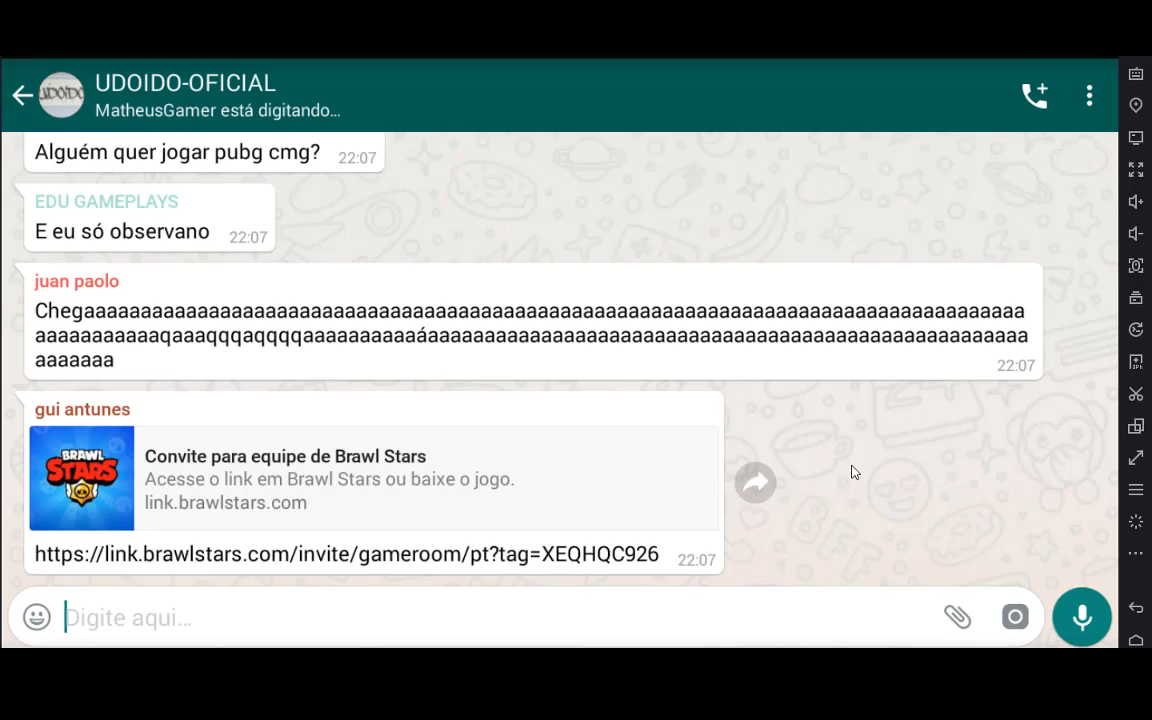 UDOIDO-OFICIAL
MatheusGamer está digitando...
Alguém quer jogar pubg cmg? 22:07
EDU GAMEPLAYS
E eu só observano 22:07
juan paolo
Chegaaaaaaaaaaaaaaaaaaaaaaaaaaaaaaaaaaaaaaaaaaaaaaaaaaaaaaaaaaaaaaaaaaaaaaaaaaaaaaaaa
aaaaaaaaaaaqaaaqqqaqqqqaaaaaaaaaaáaaaaaaaaaaaaaaaaaaaaaaaaaaaaaaaaaaaaaaaaaaaaaaaaaaaa
aaaaaaa 22:07
gui antunes
BRAWL
STARS
Convite para equipe de Brawl Stars
Acesse o link em Brawl Stars ou baixe o jogo.
link.brawlstars.com
https://link.brawlstars.com/invite/gameroom/pt?tag=XEQHQC926 22:07
Digite aqui...